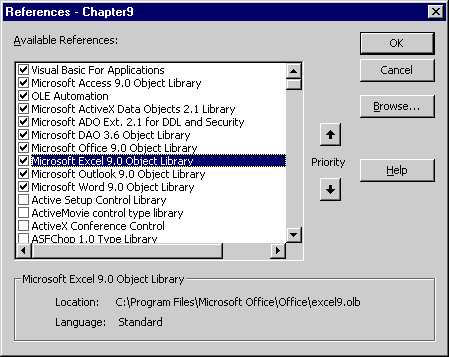 References - Chapter9
Available References:
Visual Basic For Applications
Microsoft Access 9.0 Object Library
OLE Automation
Microsoft ActiveX Data Objects 2.1 Library
Microsoft ADO Ext. 2.1 for DDL and Security
Microsoft DAO 3.6 Object Library
Microsoft Office 9.0 Object Library
Microsoft Excel 9.0 Object Library
Microsoft Outlook 9.0 Object Library
Microsoft Word 9.0 Object Library
Active Setup Control Library
ActiveMovie control type library
ActiveX Conference Control
ASFChop 1.0 Type Library
Priority
OK
Cancel
Browse...
Help
Microsoft Excel 9.0 Object Library
Location: C:\Program Files\Microsoft Office\Office\excel9.olb
Language: Standard